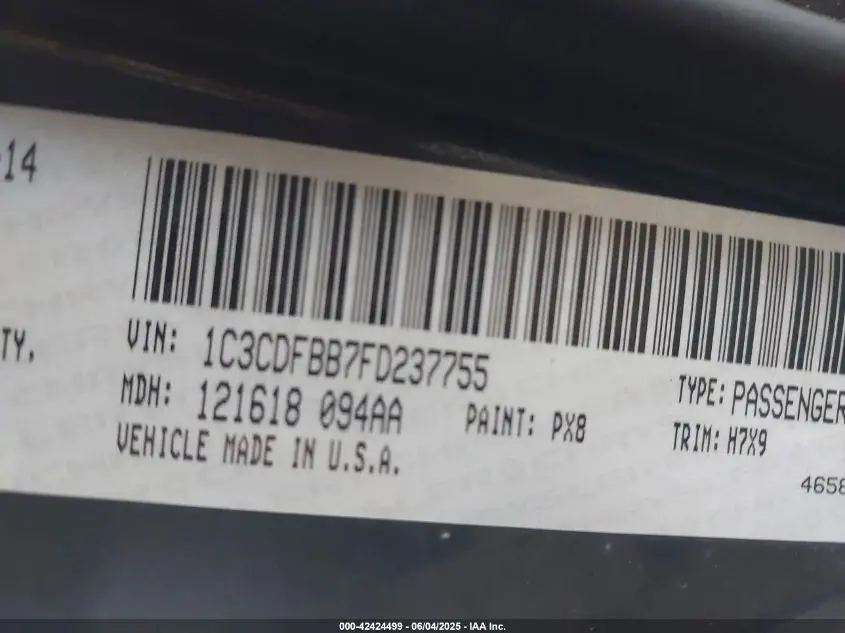 -14
TY.
VIN: 1C3CDFBB7FD237755
MDH: 121618 094AA
PAINT: PX8
VEHICLE MADE IN U.S.A.
TYPE: PASSENGER
TRIM: H7X9
4658
000-42424499 - 06/04/2025 - IAA Inc.